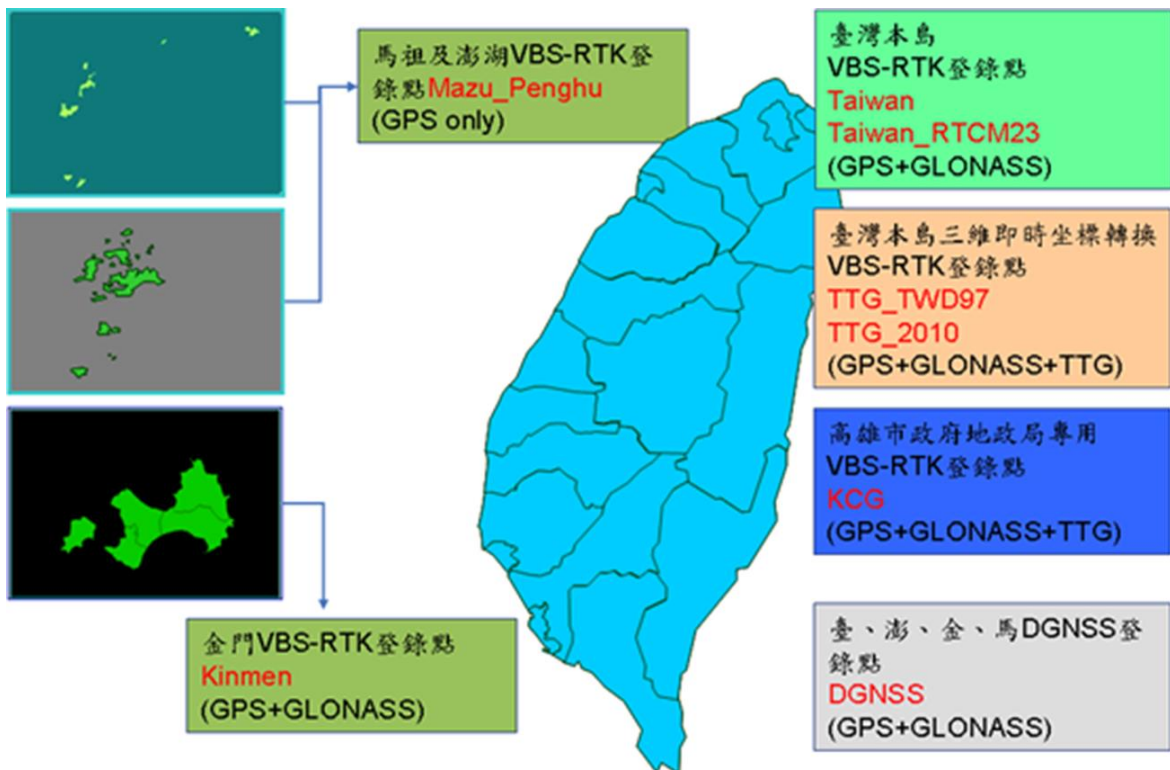 馬祖及澎湖VBS-RTK登
錄點Mazu_Penghu
(GPS only)
臺灣本島
VBS-RTK登錄點
Taiwan
Taiwan_RTCM23
(GPS+GLONASS)
臺灣本島三維即時坐標轉換
VBS-RTK登錄點
TTG_TWD97
TTG_2010
(GPS+GLONASS+TTG)
高雄市政府地政局專用
VBS-RTK登錄點
KCG
(GPS+GLONASS+TTG)
金門VBS-RTK登錄點
Kinmen
(GPS+GLONASS)
臺、澎、金、馬DGNSS登
錄點
DGNSS
(GPS+GLONASS)